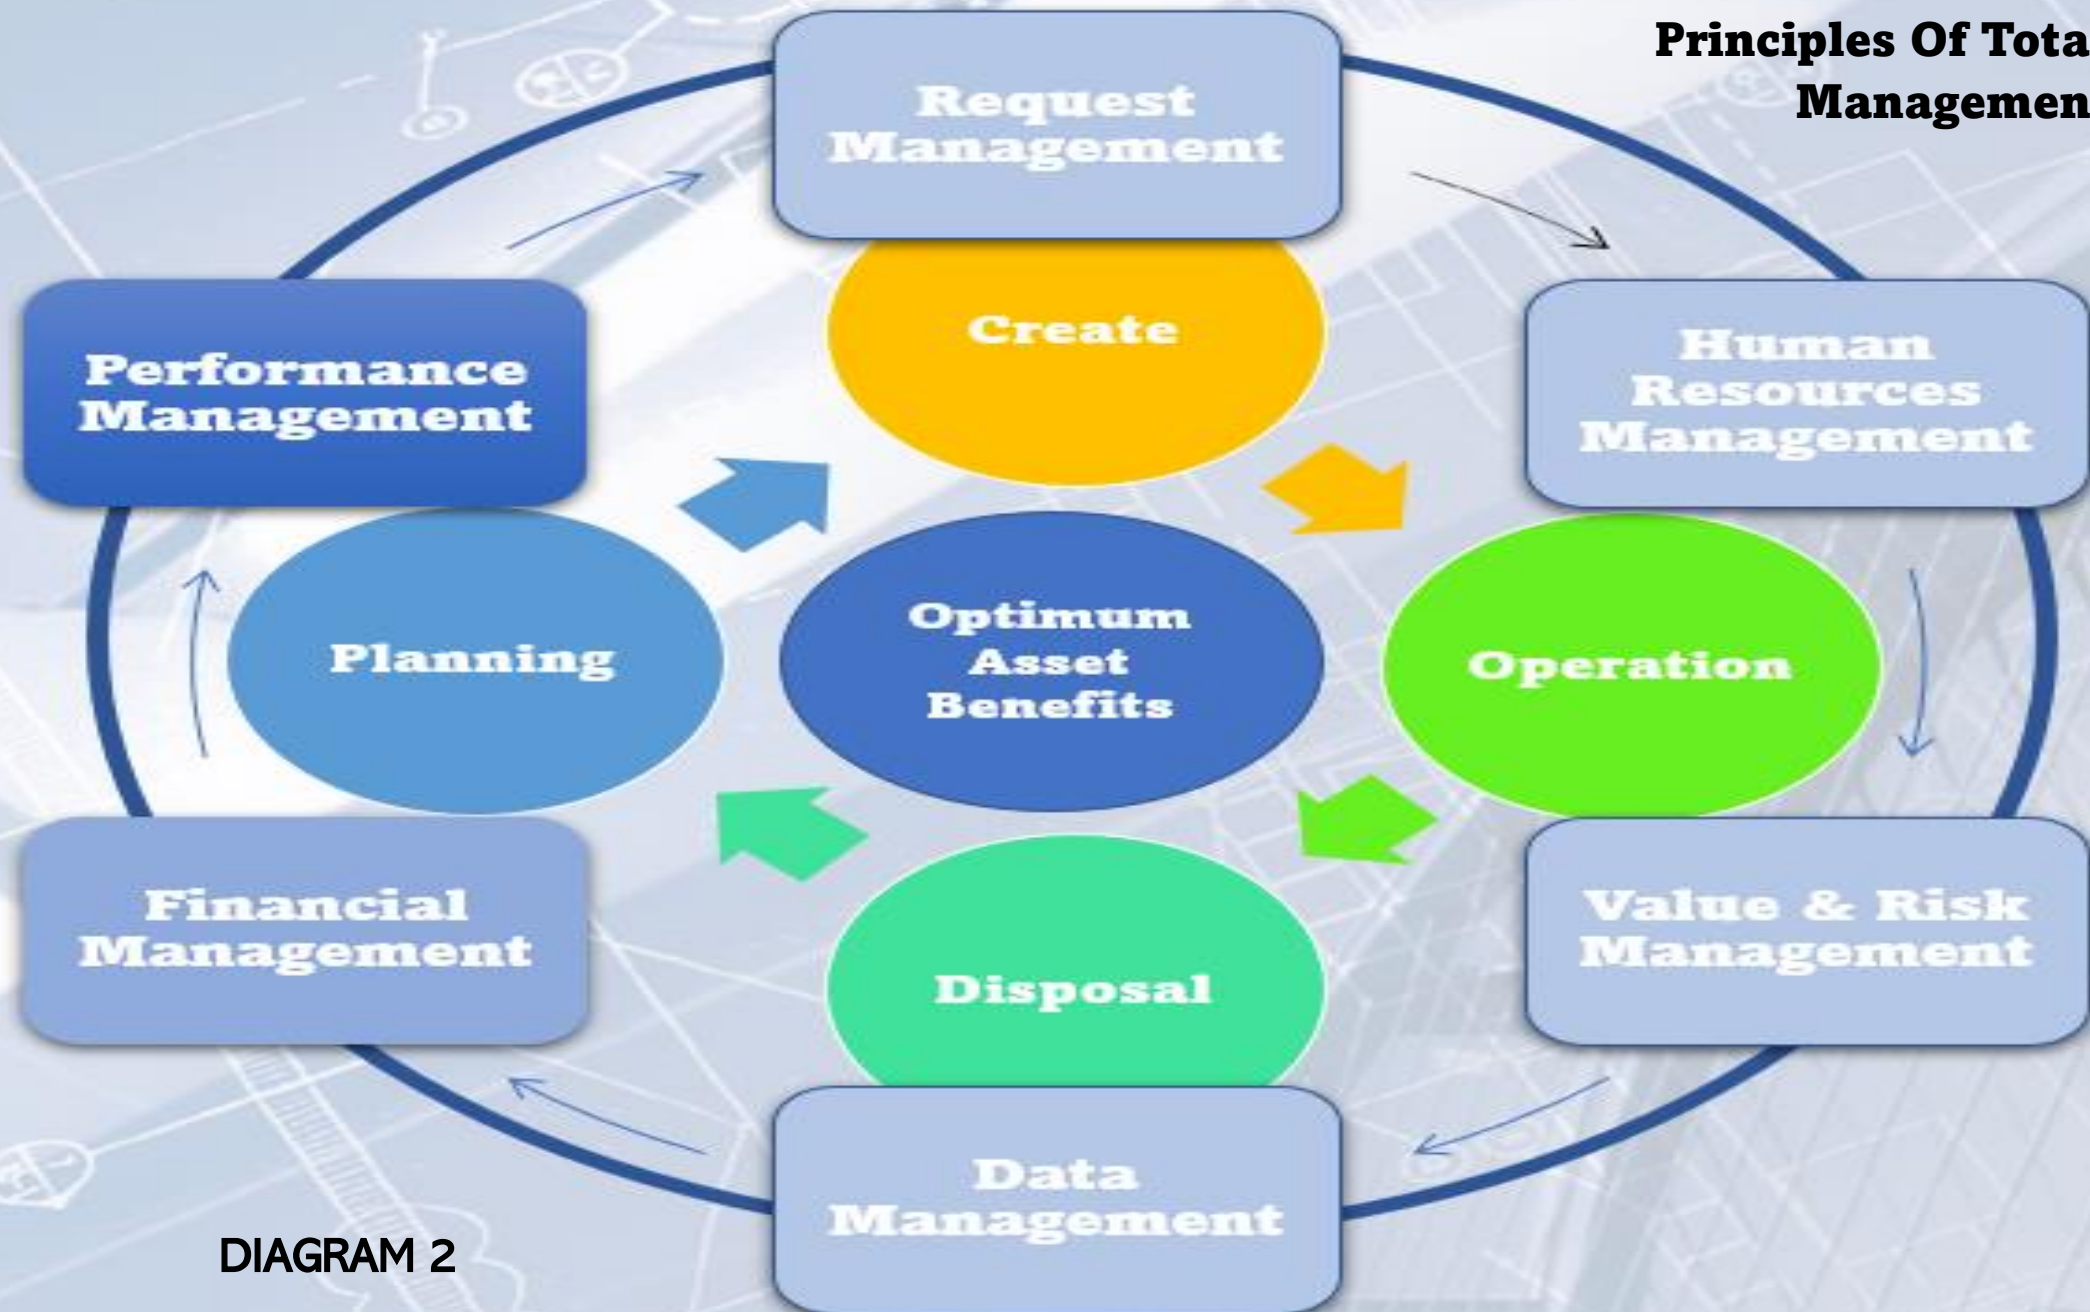 Principles Of Tota
Managemen
Request
Management
Performance
Management
Create
Human
Resources
Management
Planning
Optimum
Asset
Benefits
Operation
Financial
Management
Disposal
Value & Risk
Management
Data
Management
DIAGRAM 2